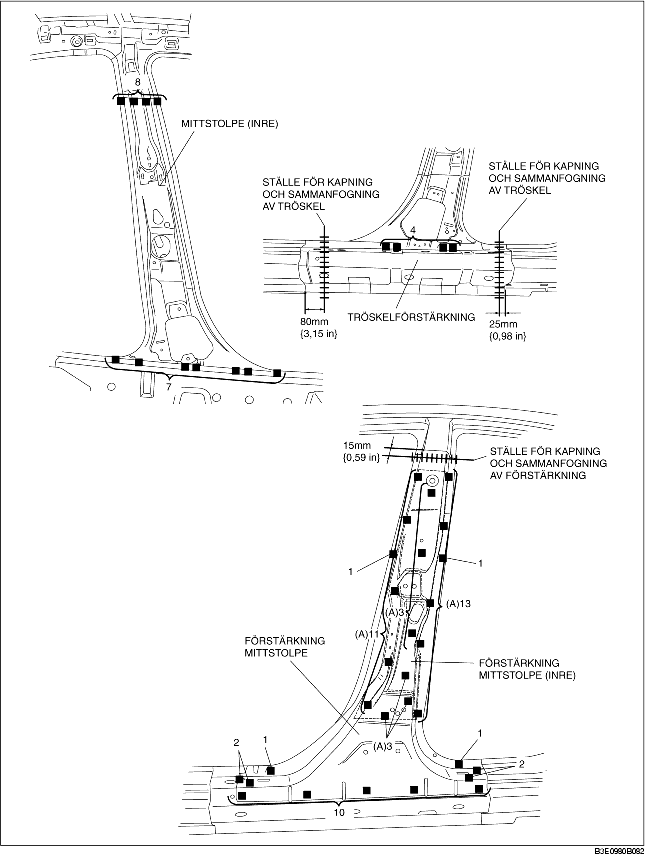 8
MITTSTOLPE (INRE)
7
STÄLLE FÖR KAPNING
OCH SAMMANFOGNING
AV TRÖSKEL
STÄLLE FÖR KAPNING
OCH SAMMANFOGNING
AV TRÖSKEL
4
TRÖSKELFÖRSTÄRKNING
80mm
{3,15 in}
25mm
{0,98 in}
15mm
{0,59 in}
STÄLLE FÖR KAPNING
OCH SAMMANFOGNING
AV FÖRSTÄRKNING
1
1
(A)3
(A)13
(A)11
FÖRSTÄRKNING
MITTSTOLPE
FÖRSTÄRKNING
MITTSTOLPE (INRE)
(A)3
2
1
1
2
10
B3E0980B082